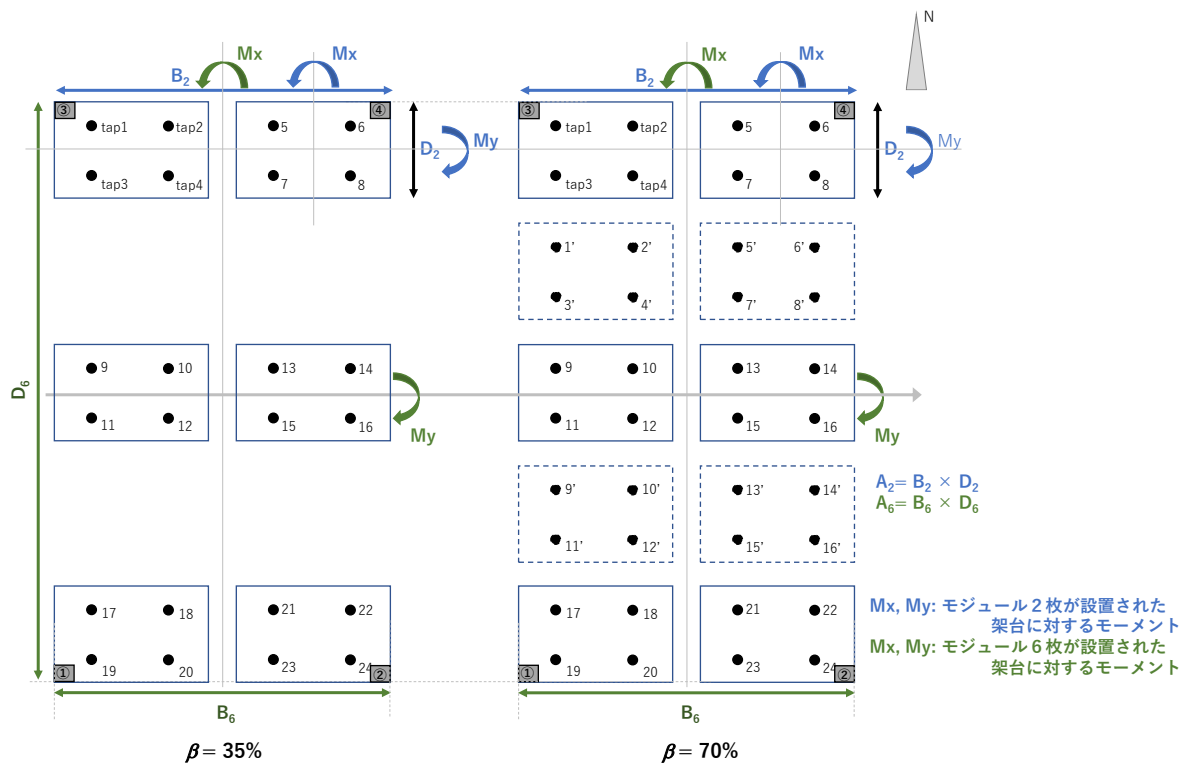 N
Mx Mx Mx Mx
B2 B2
③ ④ ③ ④
tap1 tap2 5 6 tap1 tap2 5 6
D2 My D2 My
tap3 tap4 7 8 tap3 tap4 7 8
1’ 2’ 5’ 6’
3’ 4’ 7’ 8’
9 10 13 14 9 10 13 14
D6
11 12 15 16 11 12 15 16
My My
9’ 10’ 13’ 14’
A2= B2 × D2
A6= B6 × D6
11’ 12’ 15’ 16’
17 18 21 22 17 18 21 22
Mx, My: モジュール２枚が設置された
架台に対するモーメント
Mx, My: モジュール６枚が設置された
架台に対するモーメント
① 19 20 23 24 ② ① 19 20 23 24 ②
B6 B6
β = 35% β = 70%